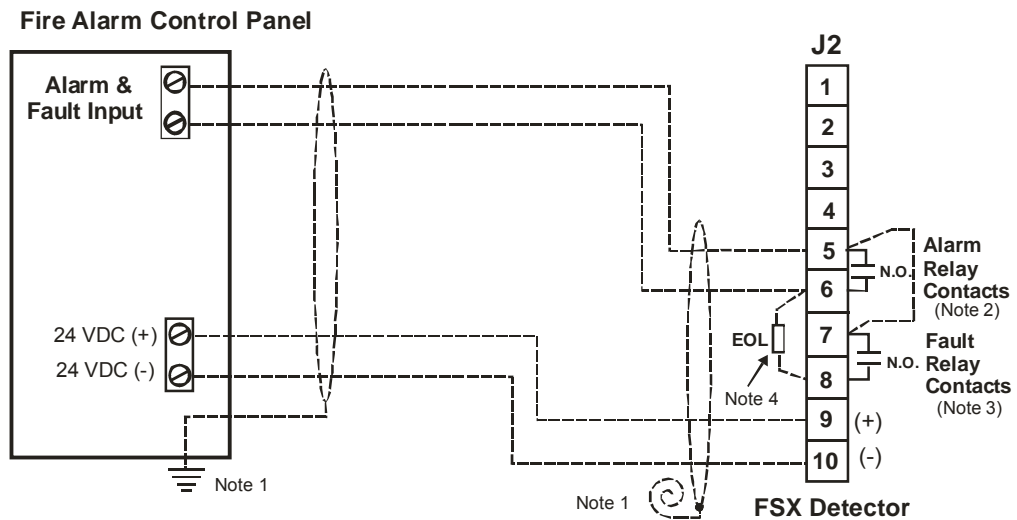 Fire Alarm Control Panel
Alarm &
Fault Input
24 VDC (+)
24 VDC (-)
Note 1
J2
1
2
3
4
5
6
7
8
9
10
(+)
(-)
N.O.
Alarm
Relay
Contacts
(Note 2)
N.O.
Fault
Relay
Contacts
(Note 3)
EOL
Note 4
Note 1
FSX Detector